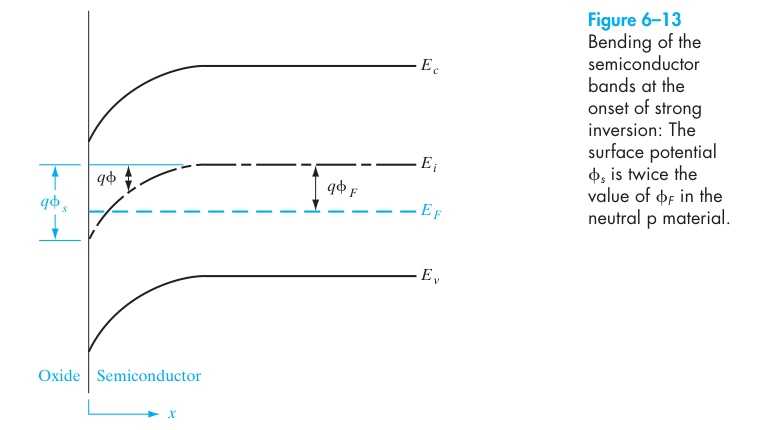 Figure 6–13
Bending of the
semiconductor
bands at the
onset of strong
inversion: The
surface potential
ϕs is twice the
value of ϕF in the
neutral p material.
Ec
Ei
qϕ
qϕF
qϕs
EF
Ev
Oxide Semiconductor
x